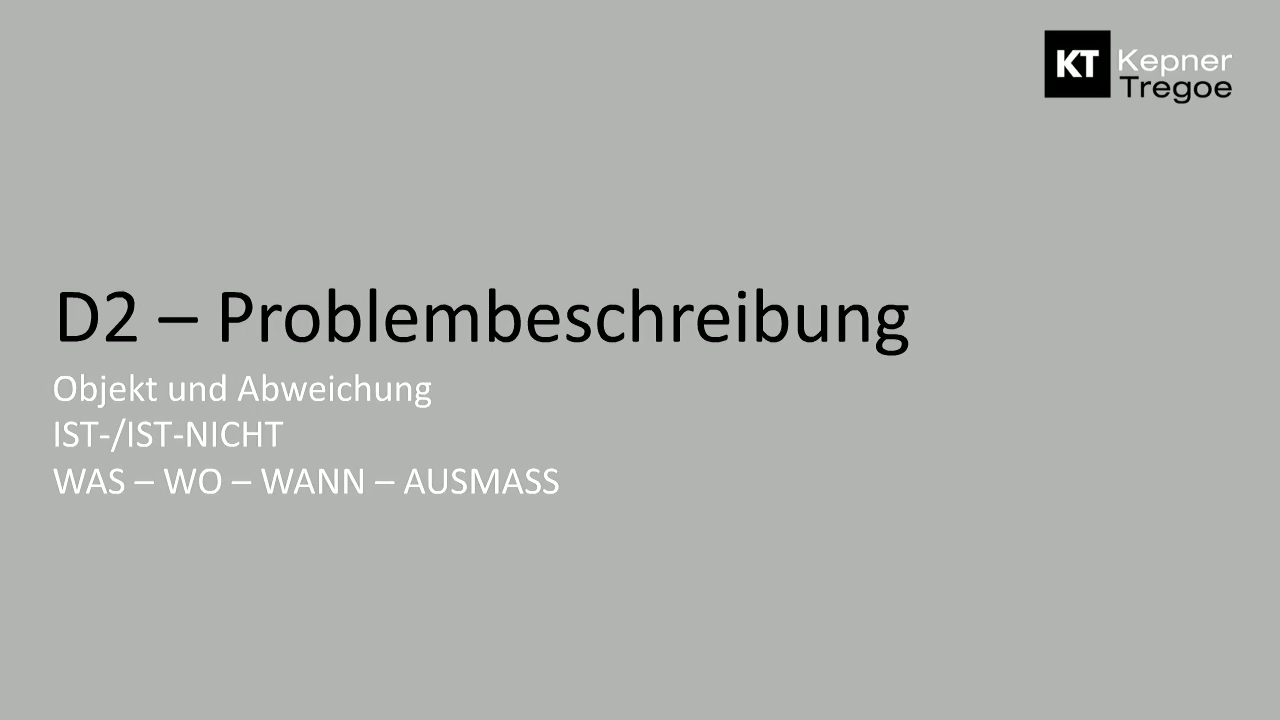 KT Kepner
Tregoe
D2 – Problembeschreibung
Objekt und Abweichung
IST-/IST-NICHT
WAS – WO – WANN – AUSMASS